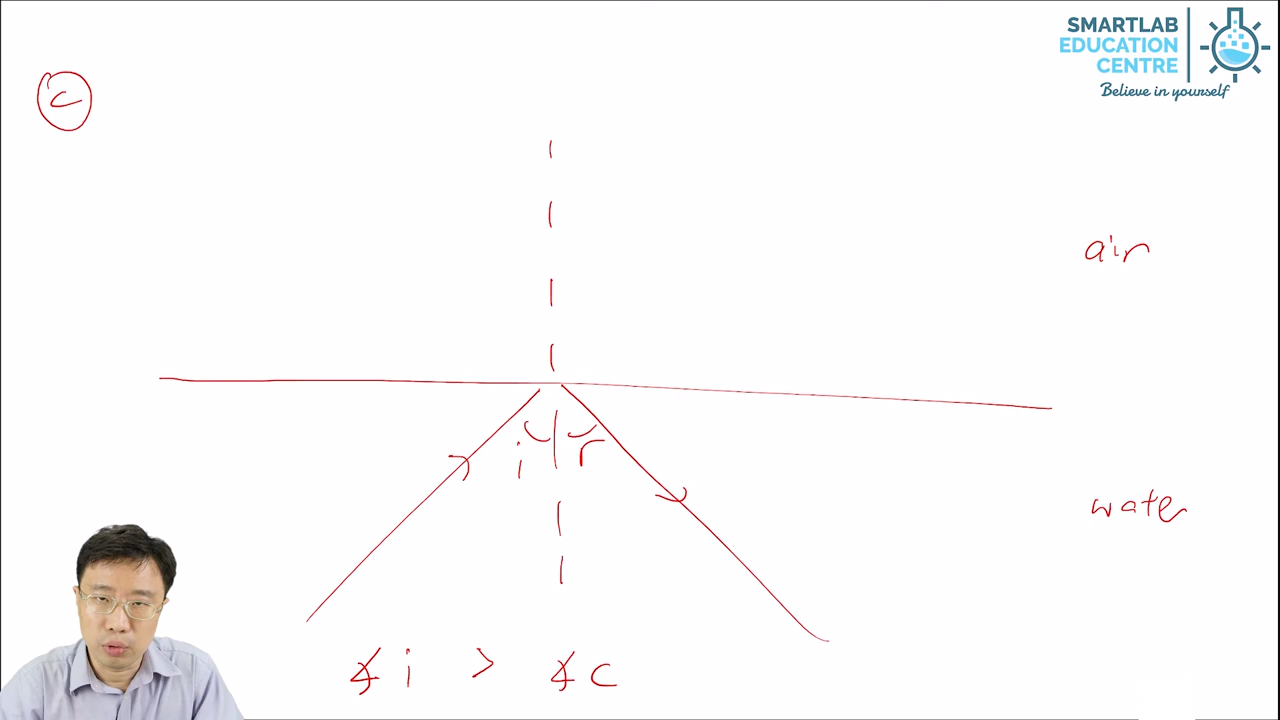 SMARTLAB
EDUCATION
CENTRE
Believe in yourself
c
air
i r
water
∡ i > ∡ c